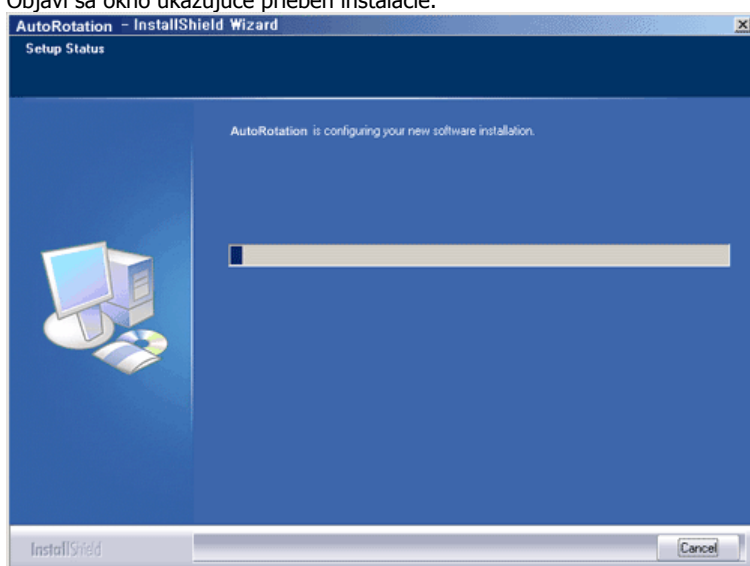 Objaví sa okno ukazujúce priebeh inštalácie.
AutoRotation - InstallShield Wizard
Setup Status
AutoRotation is configuring your new software installation.
InstallShield
Cancel